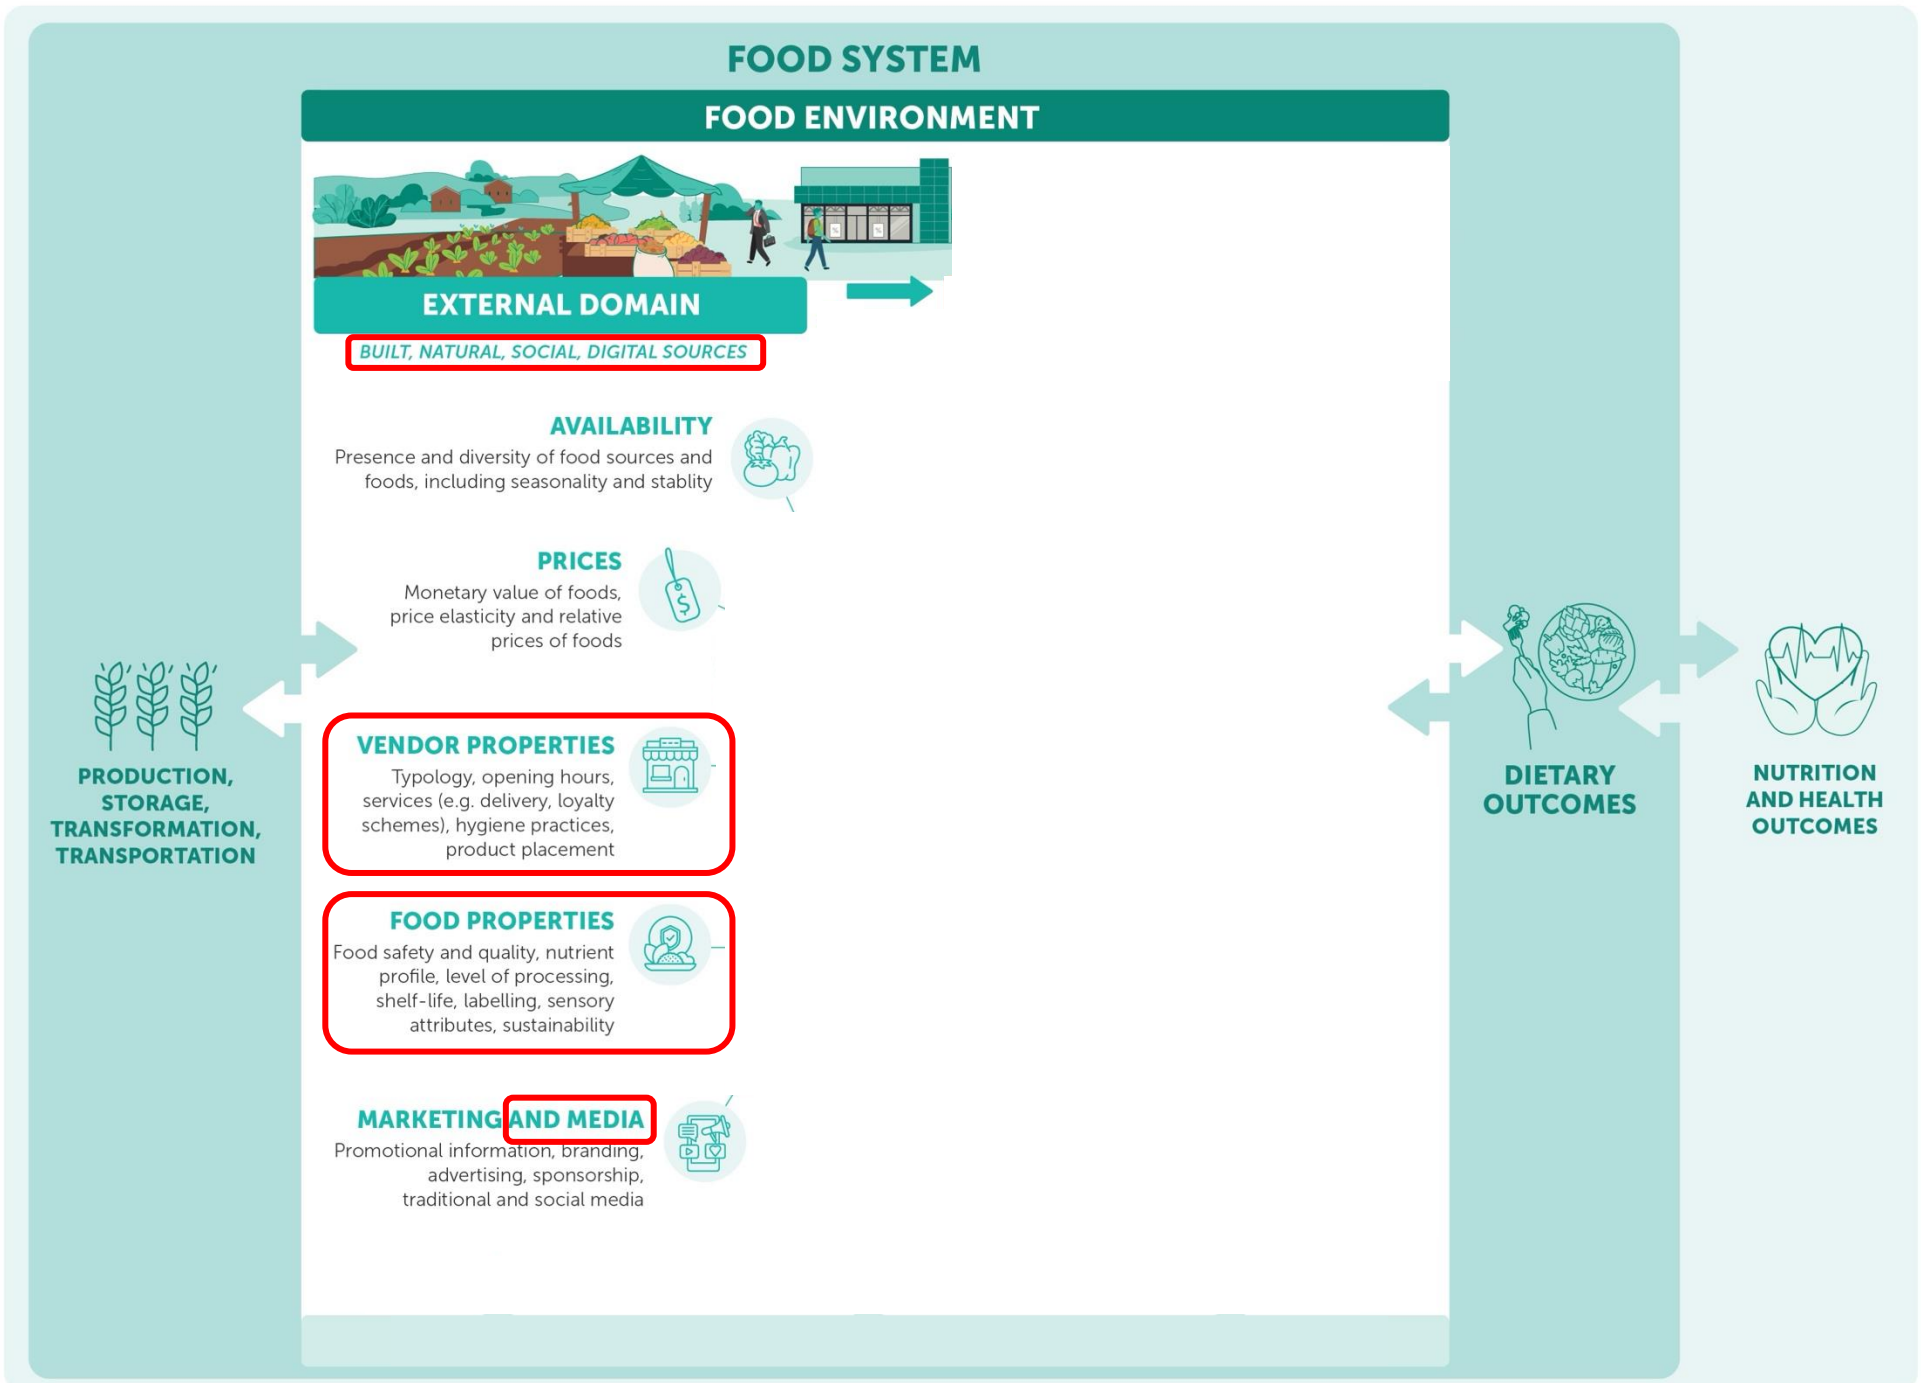 FOOD SYSTEM
FOOD ENVIRONMENT
EXTERNAL DOMAIN
BUILT, NATURAL, SOCIAL, DIGITAL SOURCES
AVAILABILITY
Presence and diversity of food sources and
foods, including seasonality and stablity
PRICES
Monetary value of foods,
price elasticity and relative
prices of foods
VENDOR PROPERTIES
Typology, opening hours,
services (e.g. delivery, loyalty
schemes), hygiene practices,
product placement
FOOD PROPERTIES
Food safety and quality, nutrient
profile, level of processing,
shelf-life, labelling, sensory
attributes, sustainability
MARKETING AND MEDIA
Promotional information, branding,
advertising, sponsorship,
traditional and social media
PRODUCTION,
STORAGE,
TRANSFORMATION,
TRANSPORTATION
DIETARY
OUTCOMES
NUTRITION
AND HEALTH
OUTCOMES